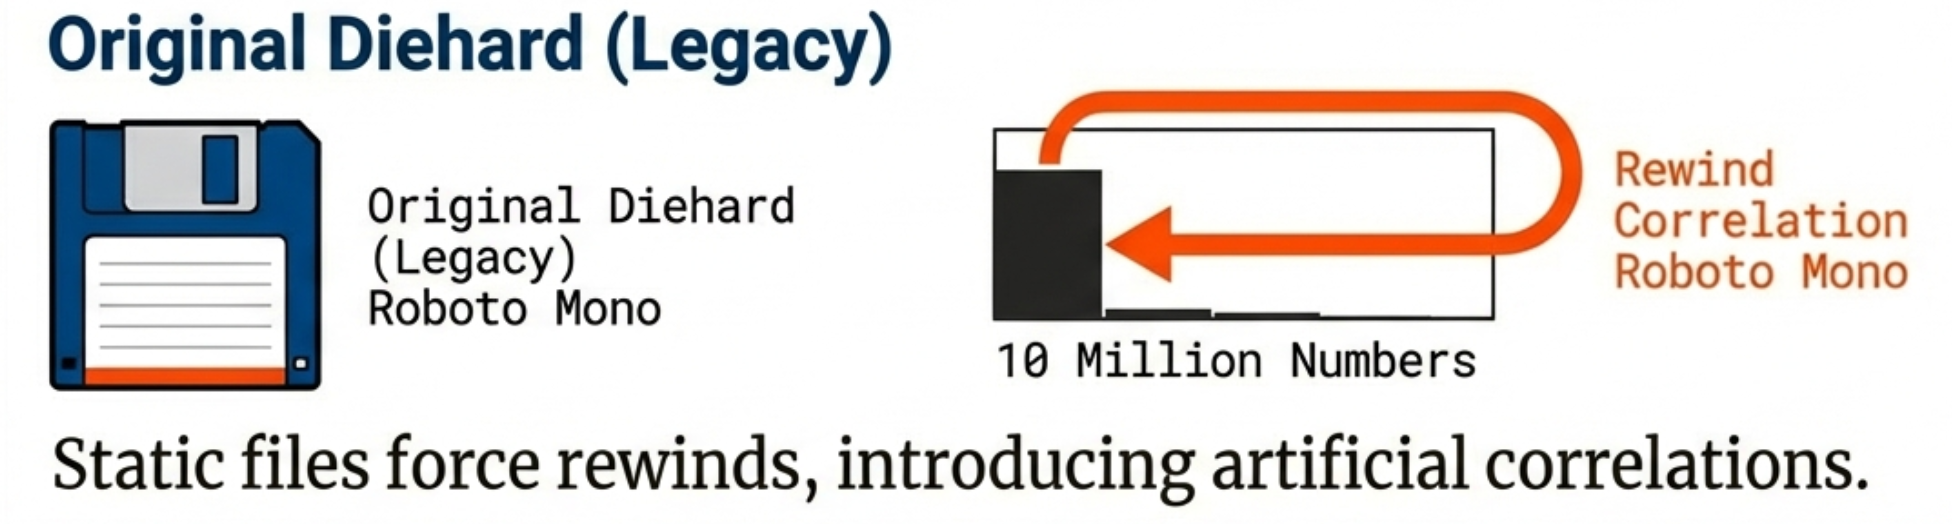 Original Diehard (Legacy)
Original Diehard
(Legacy)
Roboto Mono
Rewind
Correlation
Roboto Mono
10 Million Numbers
Static files force rewinds, introducing artificial correlations.